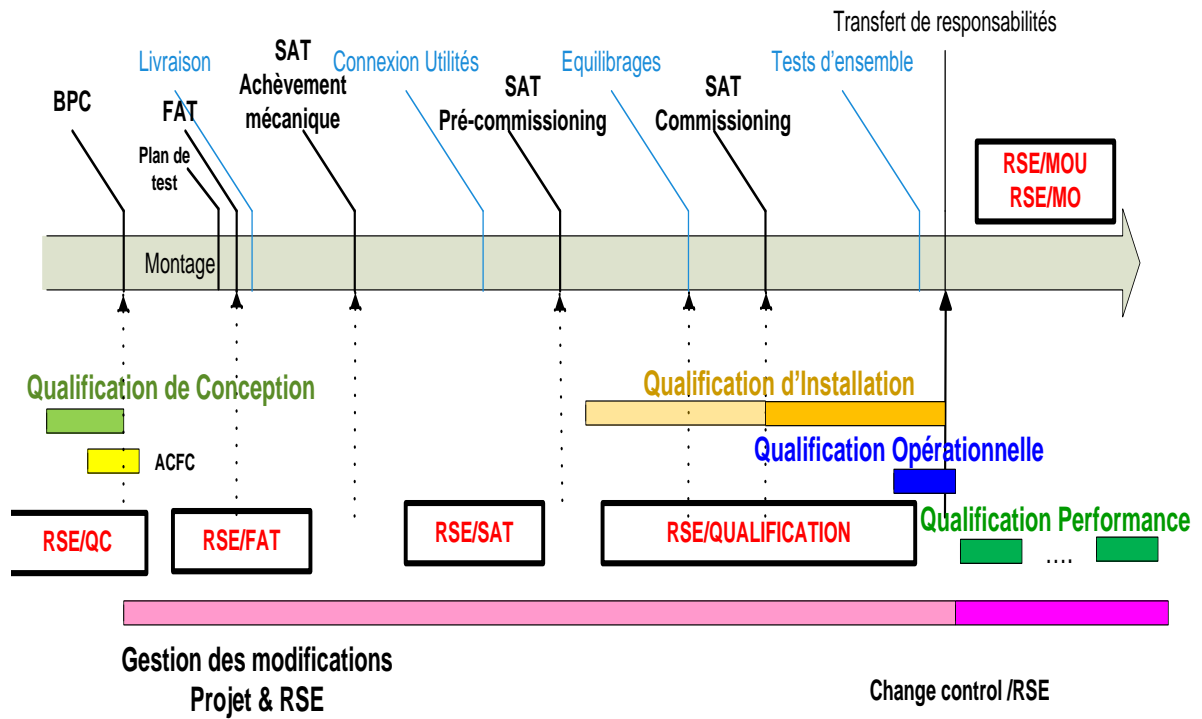 Transfert de responsabilités
Livraison
SAT
Achèvement
mécanique
Connexion Utilités
Equilibrages
Tests d'ensemble
BPC
FAT
SAT
Pré-commissioning
SAT
Commissioning
Plan de
test
RSE/MOU
RSE/MO
Montage
Qualification de Conception
Qualification d'Installation
ACFC
Qualification Opérationnelle
RSE/QC
RSE/FAT
RSE/SAT
RSE/QUALIFICATION
Qualification Performance
....
Gestion des modifications
Projet & RSE
Change control /RSE